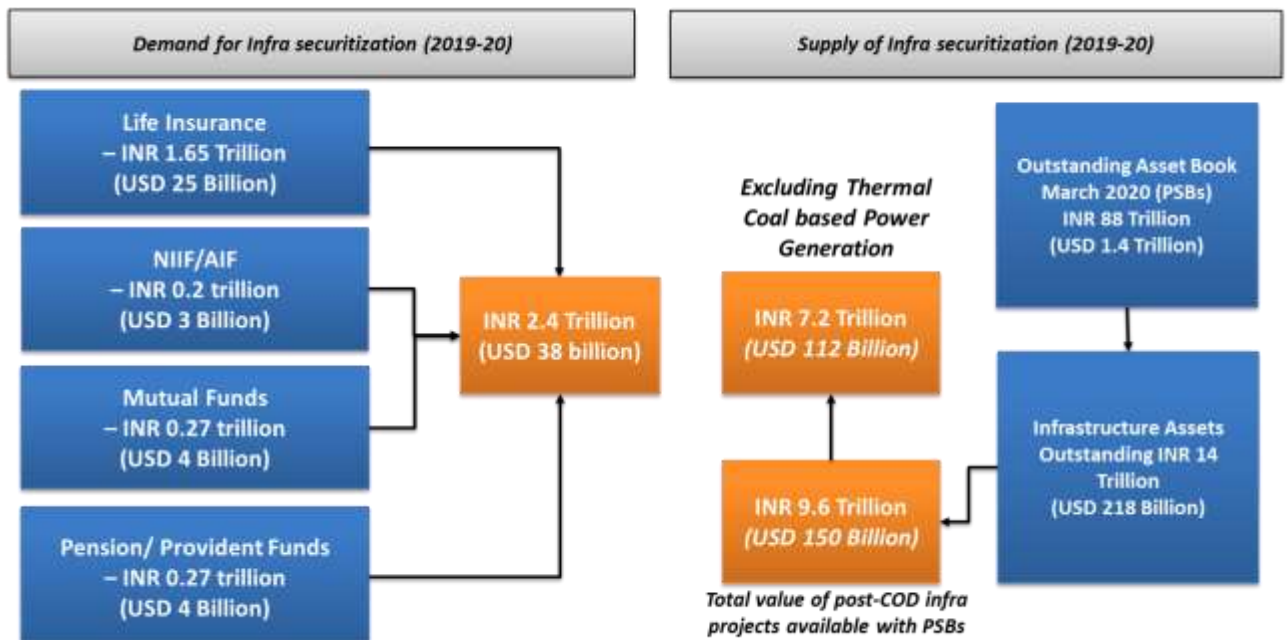 Demand for Infra securitization (2019-20)
Life Insurance
– INR 1.65 Trillion
(USD 25 Billion)
NIIF/AIF
– INR 0.2 trillion
(USD 3 Billion)
Mutual Funds
– INR 0.27 trillion
(USD 4 Billion)
Pension/ Provident Funds
– INR 0.27 trillion
(USD 4 Billion)
INR 2.4 Trillion
(USD 38 billion)
Supply of Infra securitization (2019-20)
Outstanding Asset Book
March 2020 (PSBs)
INR 88 Trillion
(USD 1.4 Trillion)
Infrastructure Assets
Outstanding INR 14
Trillion
(USD 218 Billion)
Excluding Thermal
Coal based Power
Generation
INR 7.2 Trillion
(USD 112 Billion)
INR 9.6 Trillion
(USD 150 Billion)
Total value of post-COD infra
projects available with PSBs